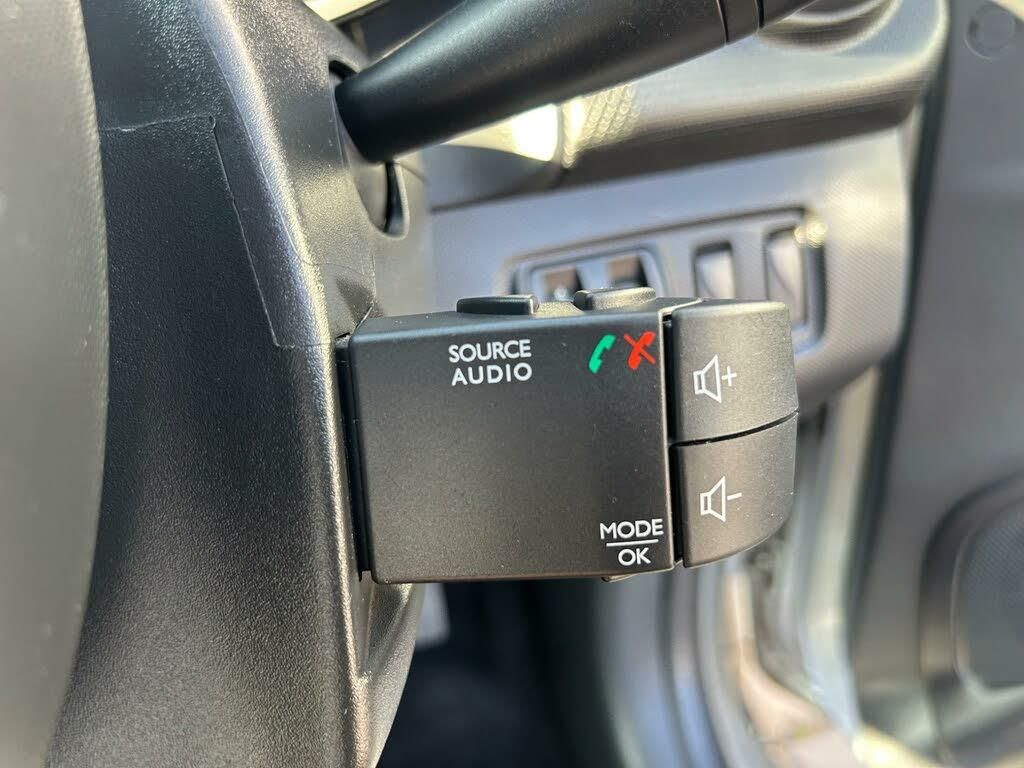 SOURCE
AUDIO
+
-
MODE
OK